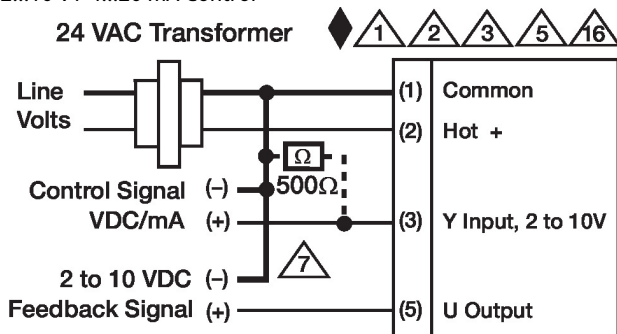 24 VAC Transformer
1 2 3 5 16
Line
Volts
(1) Common
(2) Hot +
Ω
500Ω
Control Signal (–)
VDC/mA (+)
(3) Y Input, 2 to 10V
7
2 to 10 VDC (–)
Feedback Signal (+)
(5) U Output